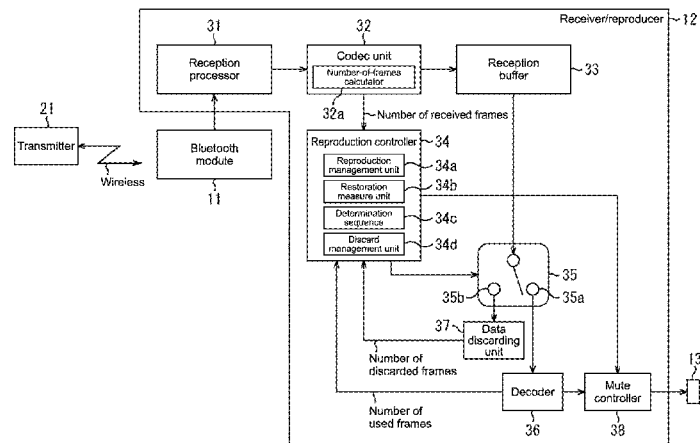 Receiver/reproducer
12
31
Reception
processor
32
Codec unit
Number-of-frames
calculator
32a
Reception
buffer
33
Number of received frames
21
Transmitter
Wireless
Bluetooth
module
11
34
Reproduction controller
Reproduction
management unit
34a
Restoration
measure unit
34b
Determination
sequence
34c
Discard
management unit
34d
35
35b
35a
37
Data
discarding
unit
Number of
discarded frames
13
Decoder
36
Mute
controller
38
Number of
used frames